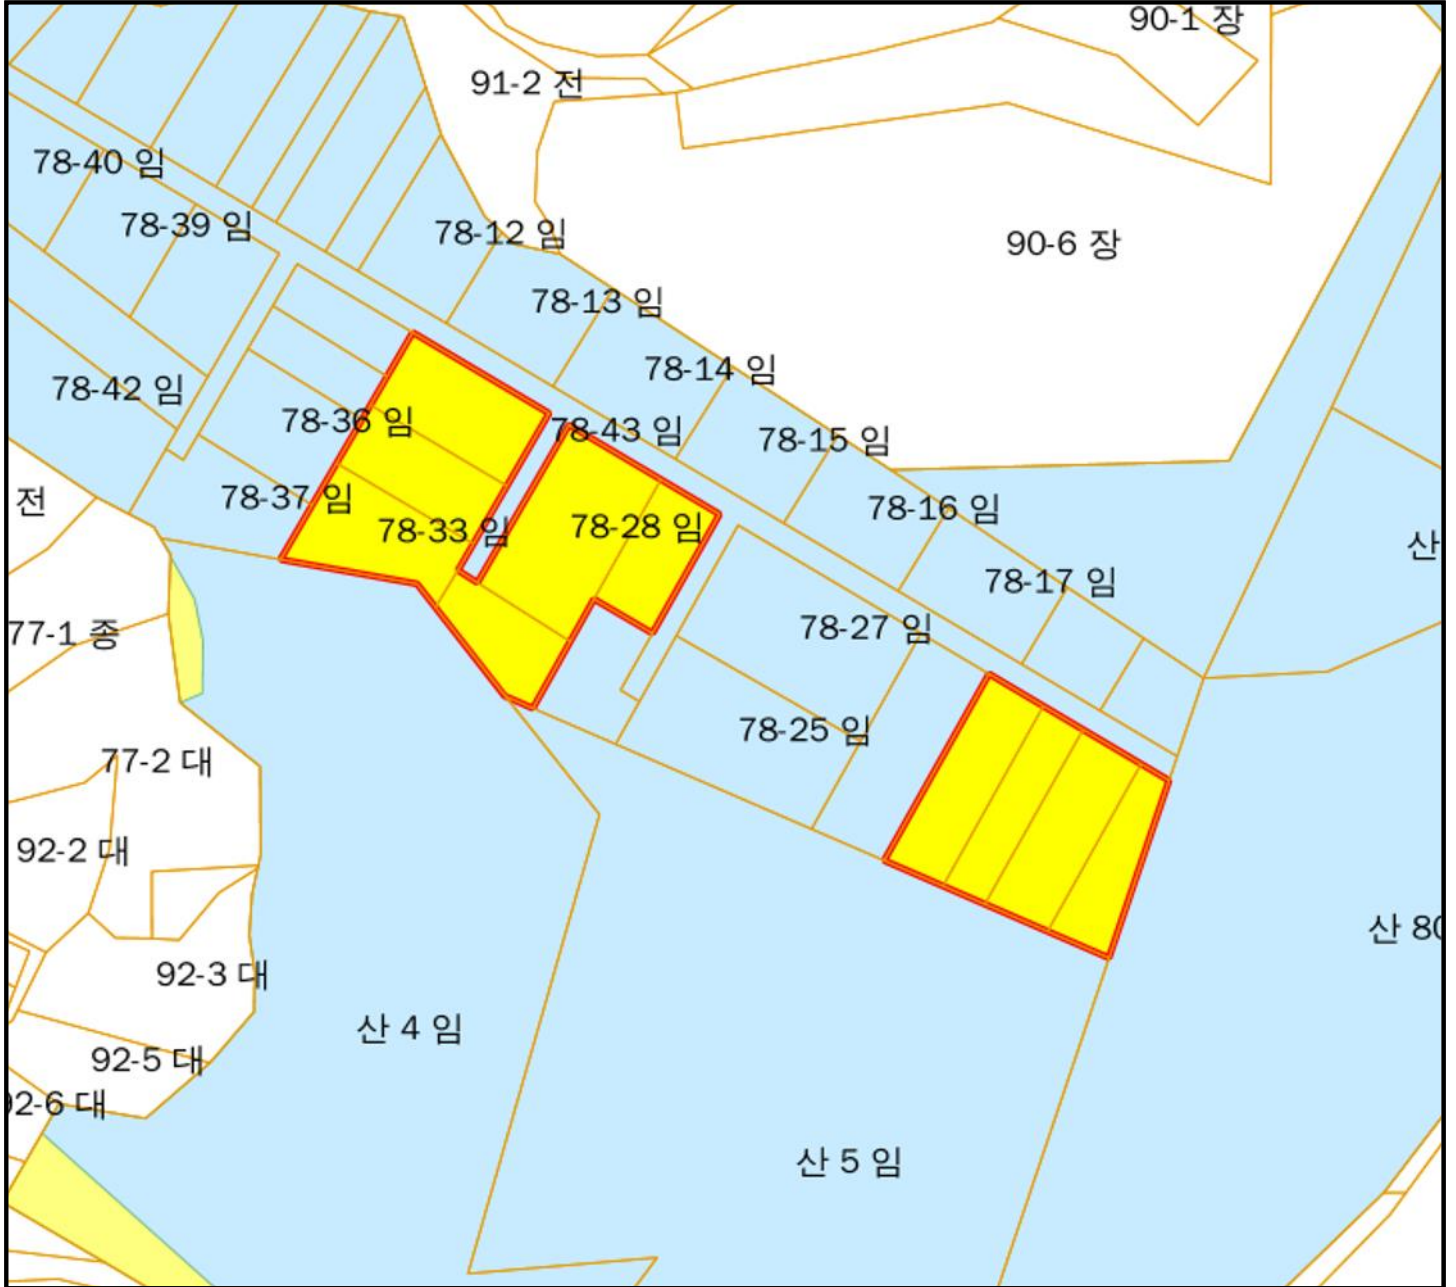 90-1 장
91-2 전
78-40 임
78-39 임
78-12 임
90-6 장
78-13 임
78-14 임
78-42 임
78-36 임
78-43 임
78-15 임
전
78-37 임
78-33 임
78-28 임
78-16 임
산
78-17 임
77-1 종
78-27 임
78-25 임
77-2 대
92-2 대
산 80
92-3 대
산 4 임
92-5 대
92-6 대
산 5 임